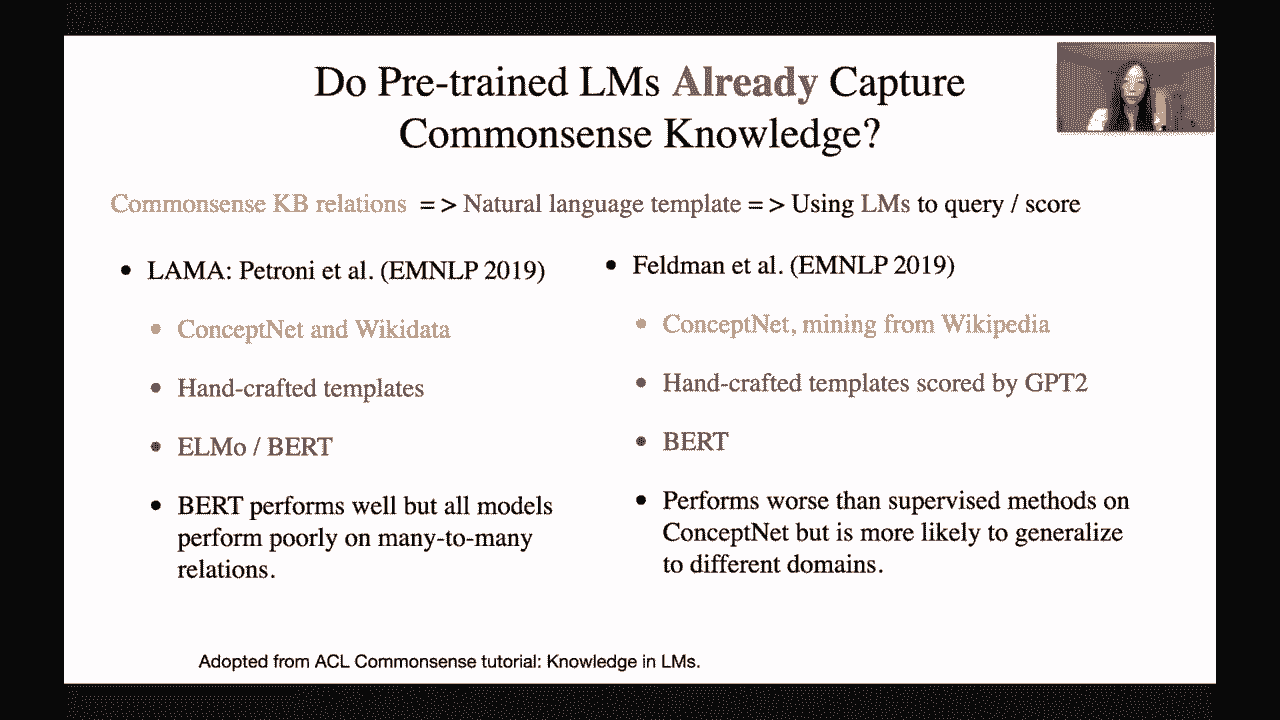 Do Pre-trained LMs Already Capture
Commonsense Knowledge?
Commonsense KB relations => Natural language template => Using LMs to query / score
• LAMA: Petroni et al. (EMNLP 2019)
• ConceptNet and Wikidata
• Hand-crafted templates
• ELMo / BERT
• BERT performs well but all models
perform poorly on many-to-many
relations.
• Feldman et al. (EMNLP 2019)
• ConceptNet, mining from Wikipedia
• Hand-crafted templates scored by GPT2
• BERT
• Performs worse than supervised methods on
ConceptNet but is more likely to generalize
to different domains.
Adopted from ACL Commonsense tutorial: Knowledge in LMs.